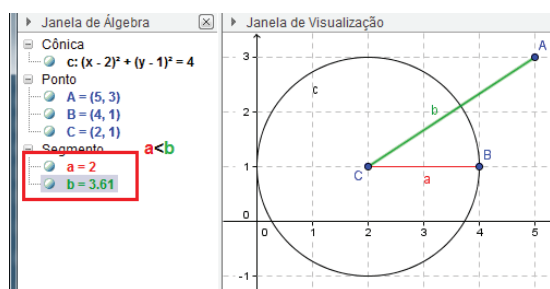 Janela de Álgebra
Cônica
c: (x - 2)² + (y - 1)² = 4
Ponto
A = (5, 3)
B = (4, 1)
C = (2, 1)
Segmento
a<b
a = 2
b = 3.61
Janela de Visualização
A
3
c
b
2
B
1
C
a
0
0
1
2
3
4
5
-1